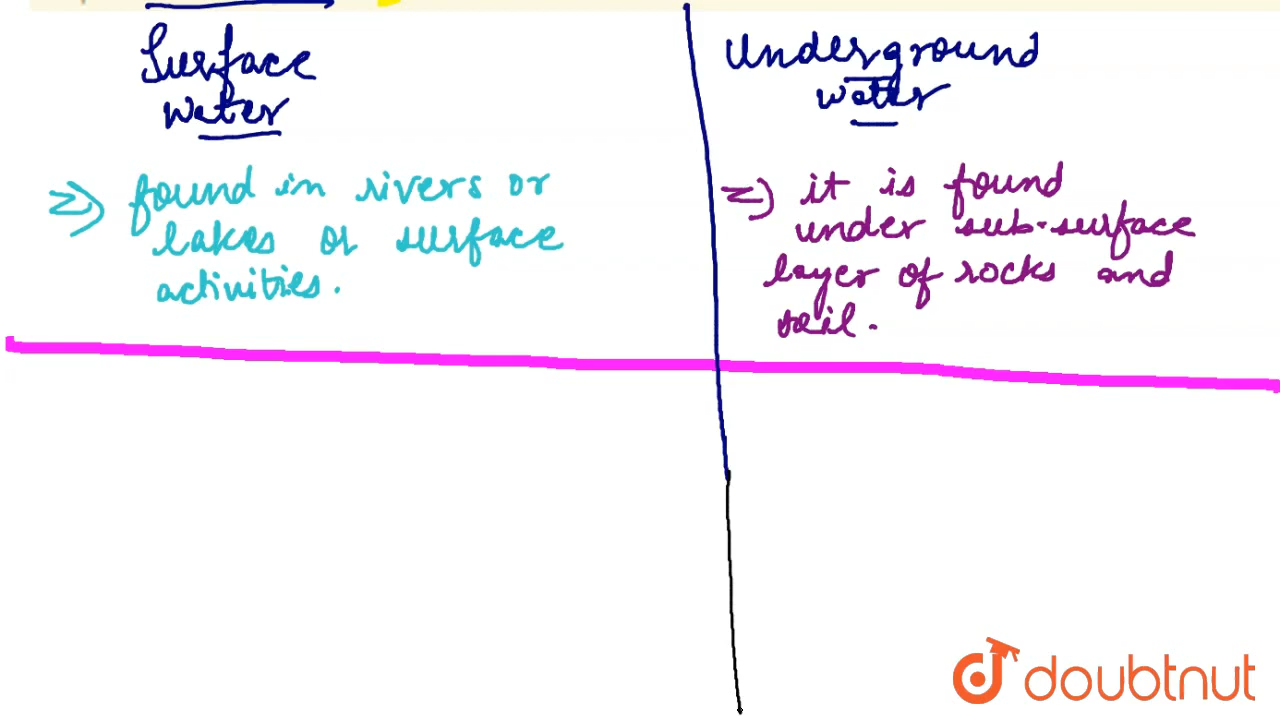 Surface
water
Underground
water
=> found in rivers or
lakes or surface
activities.
=> it is found
under sub-surface
layer of rocks and
soil.
doubtnut